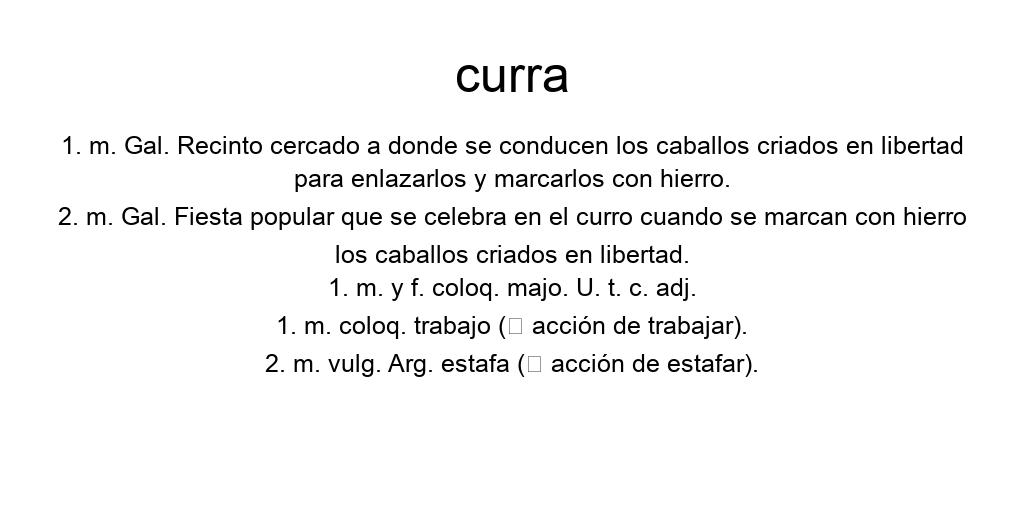 curra
1. m. Gal. Recinto cercado a donde se conducen los caballos criados en libertad
para enlazarlos y marcarlos con hierro.
2. m. Gal. Fiesta popular que se celebra en el curro cuando se marcan con hierro
los caballos criados en libertad.
1. m. y f. coloq. majo. U. t. c. adj.
1. m. coloq. trabajo (□ acción de trabajar).
2. m. vulg. Arg. estafa (□ acción de estafar).